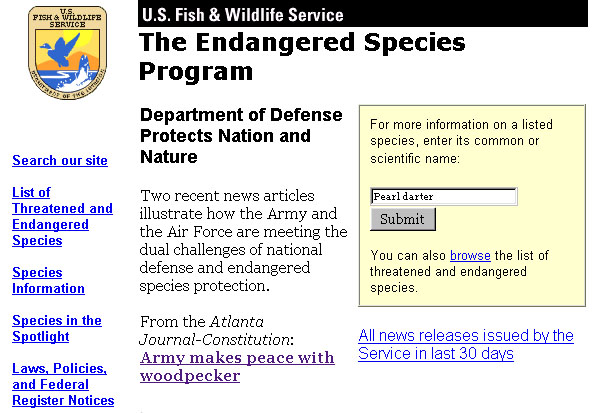 U.S.
FISH & WILDLIFE
SERVICE
DEPARTMENT OF THE INTERIOR
U.S. Fish & Wildlife Service
The Endangered Species
Program
Search our site
List of
Threatened and
Endangered
Species
Species
Information
Species in the
Spotlight
Laws, Policies,
and Federal
Register Notices
Department of Defense
Protects Nation and
Nature
Two recent news articles
illustrate how the Army and
the Air Force are meeting the
dual challenges of national
defense and endangered
species protection.
From the Atlanta
Journal-Constitution:
Army makes peace with
woodpecker
For more information on a listed
species, enter its common or
scientific name:
Pearl darter
Submit
You can also browse the list of
threatened and endangered
species.
All news releases issued by the
Service in last 30 days